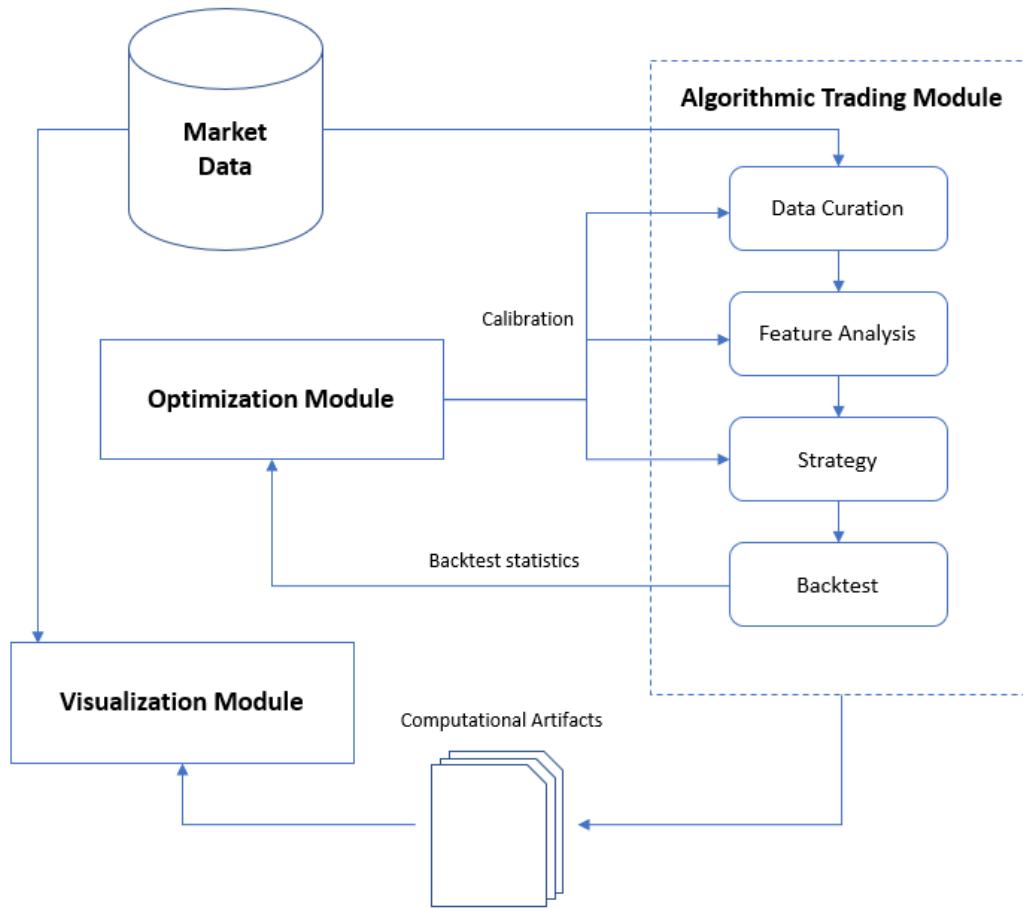 Market
Data
Algorithmic Trading Module
Data Curation
Calibration
Feature Analysis
Optimization Module
Strategy
Backtest statistics
Backtest
Visualization Module
Computational Artifacts